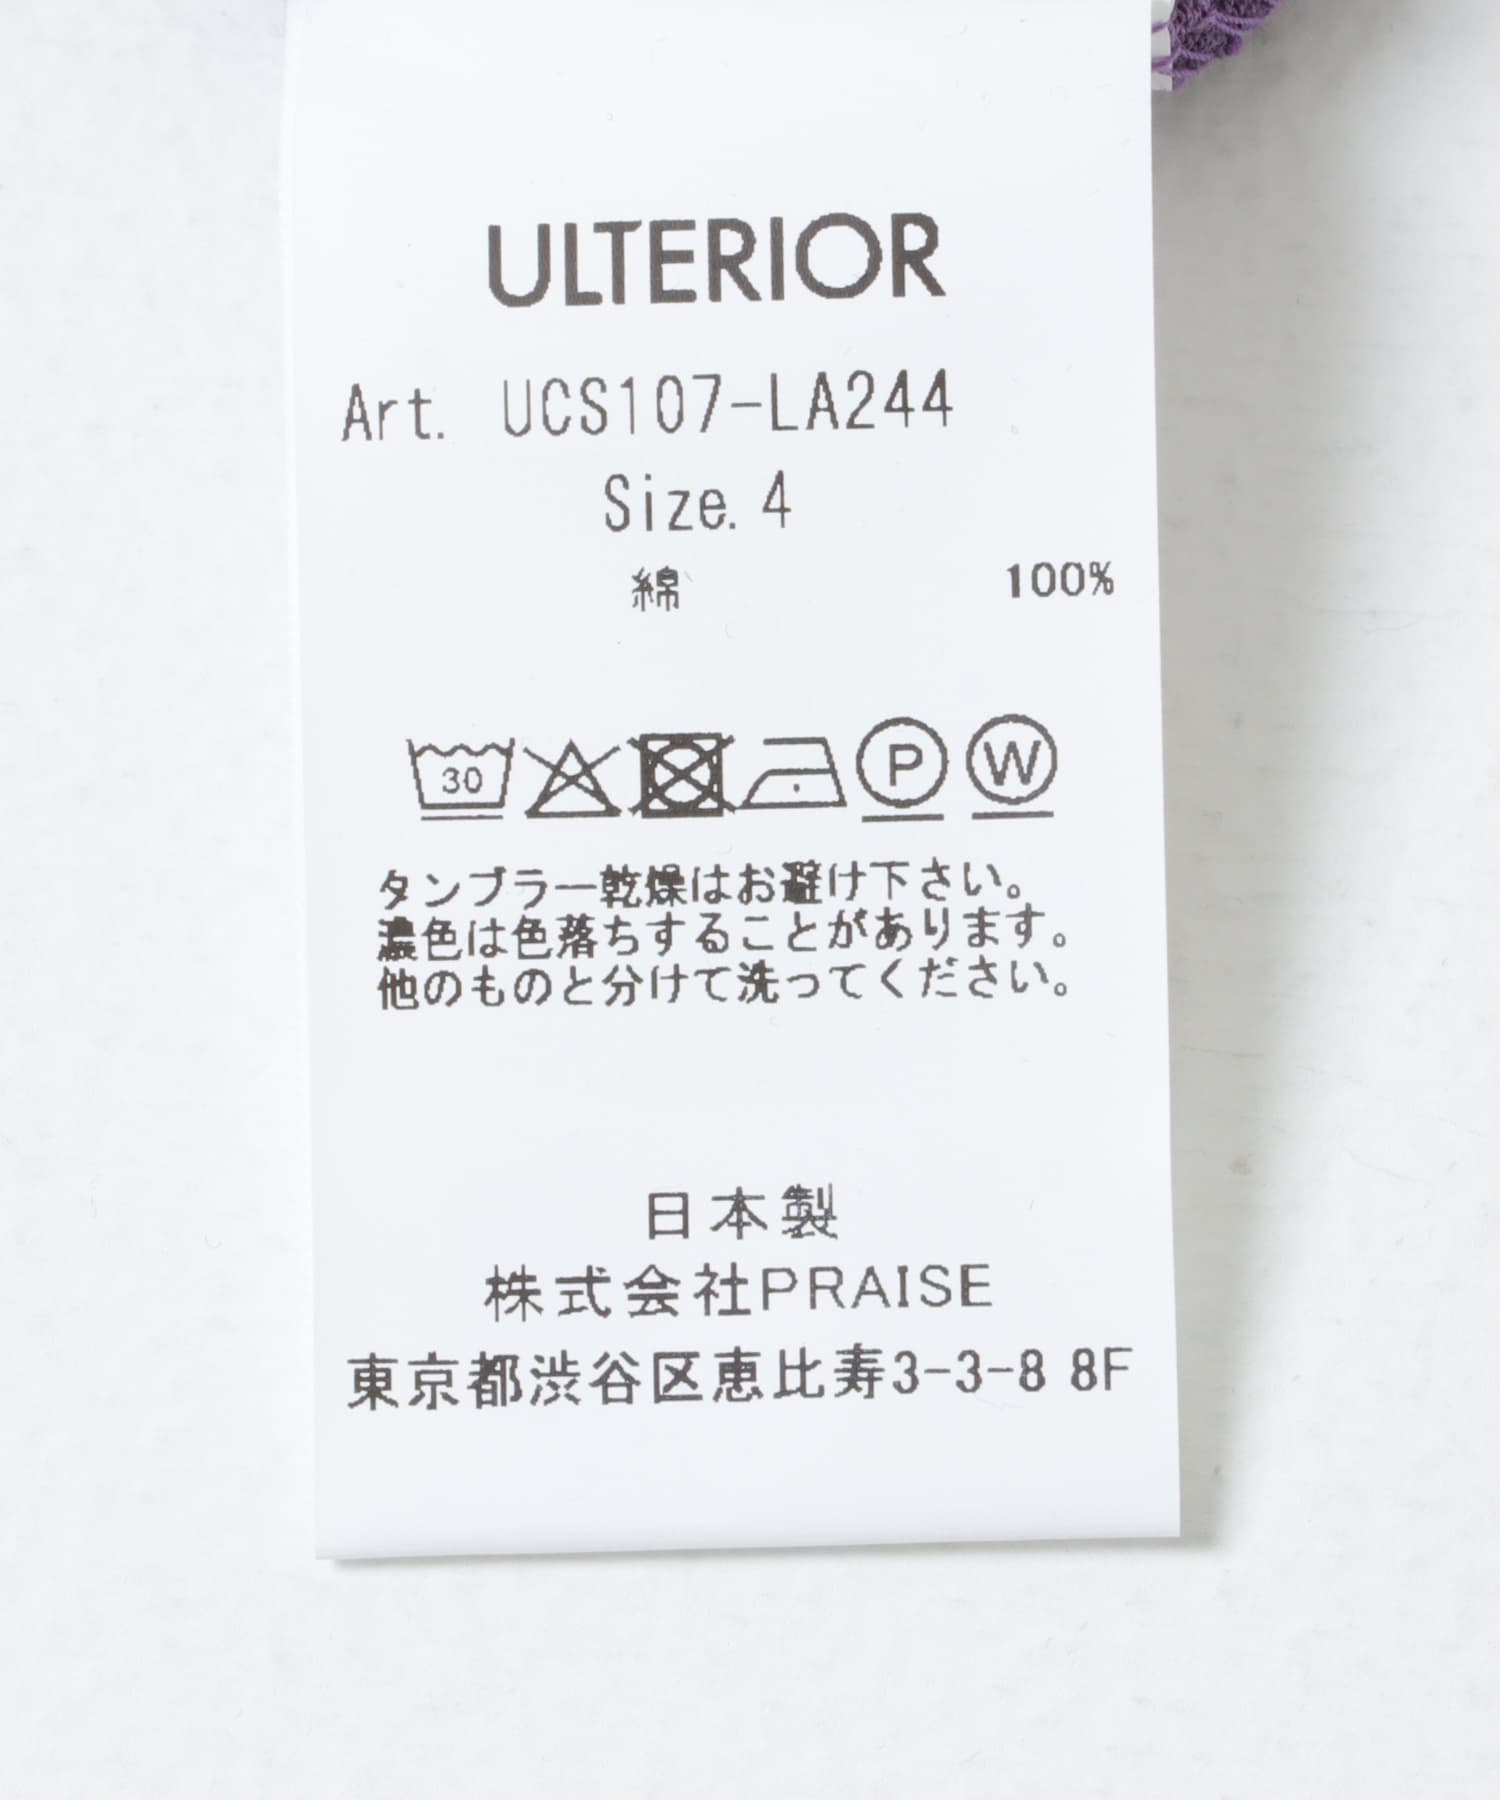 ULTERIOR
Art. UCS107-LA244
Size. 4
綿 100%
30 P W
タンブラー乾燥はお避け下さい。
濃色は色落ちすることがあります。
他のものと分けて洗ってください。
日本製
株式会社PRAISE
東京都渋谷区恵比寿3-3-8 8F